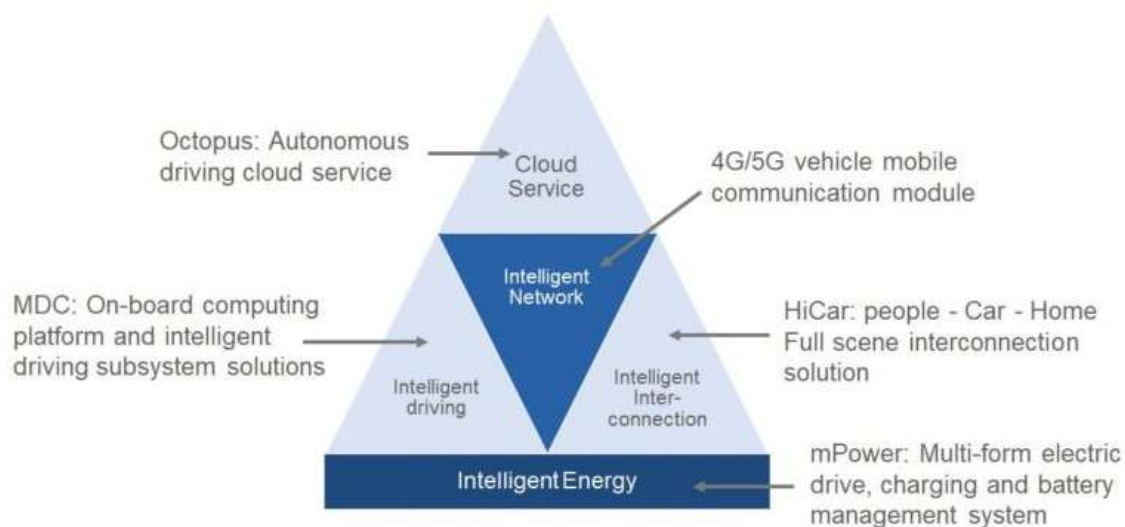 Octopus: Autonomous
driving cloud service
Cloud
Service
4G/5G vehicle mobile
communication module
Intelligent
Network
MDC: On-board computing
platform and intelligent
driving subsystem solutions
HiCar: people - Car - Home
Full scene interconnection
solution
Intelligent
driving
Intelligent
Inter-
connection
mPower: Multi-form electric
drive, charging and battery
management system
Intelligent Energy